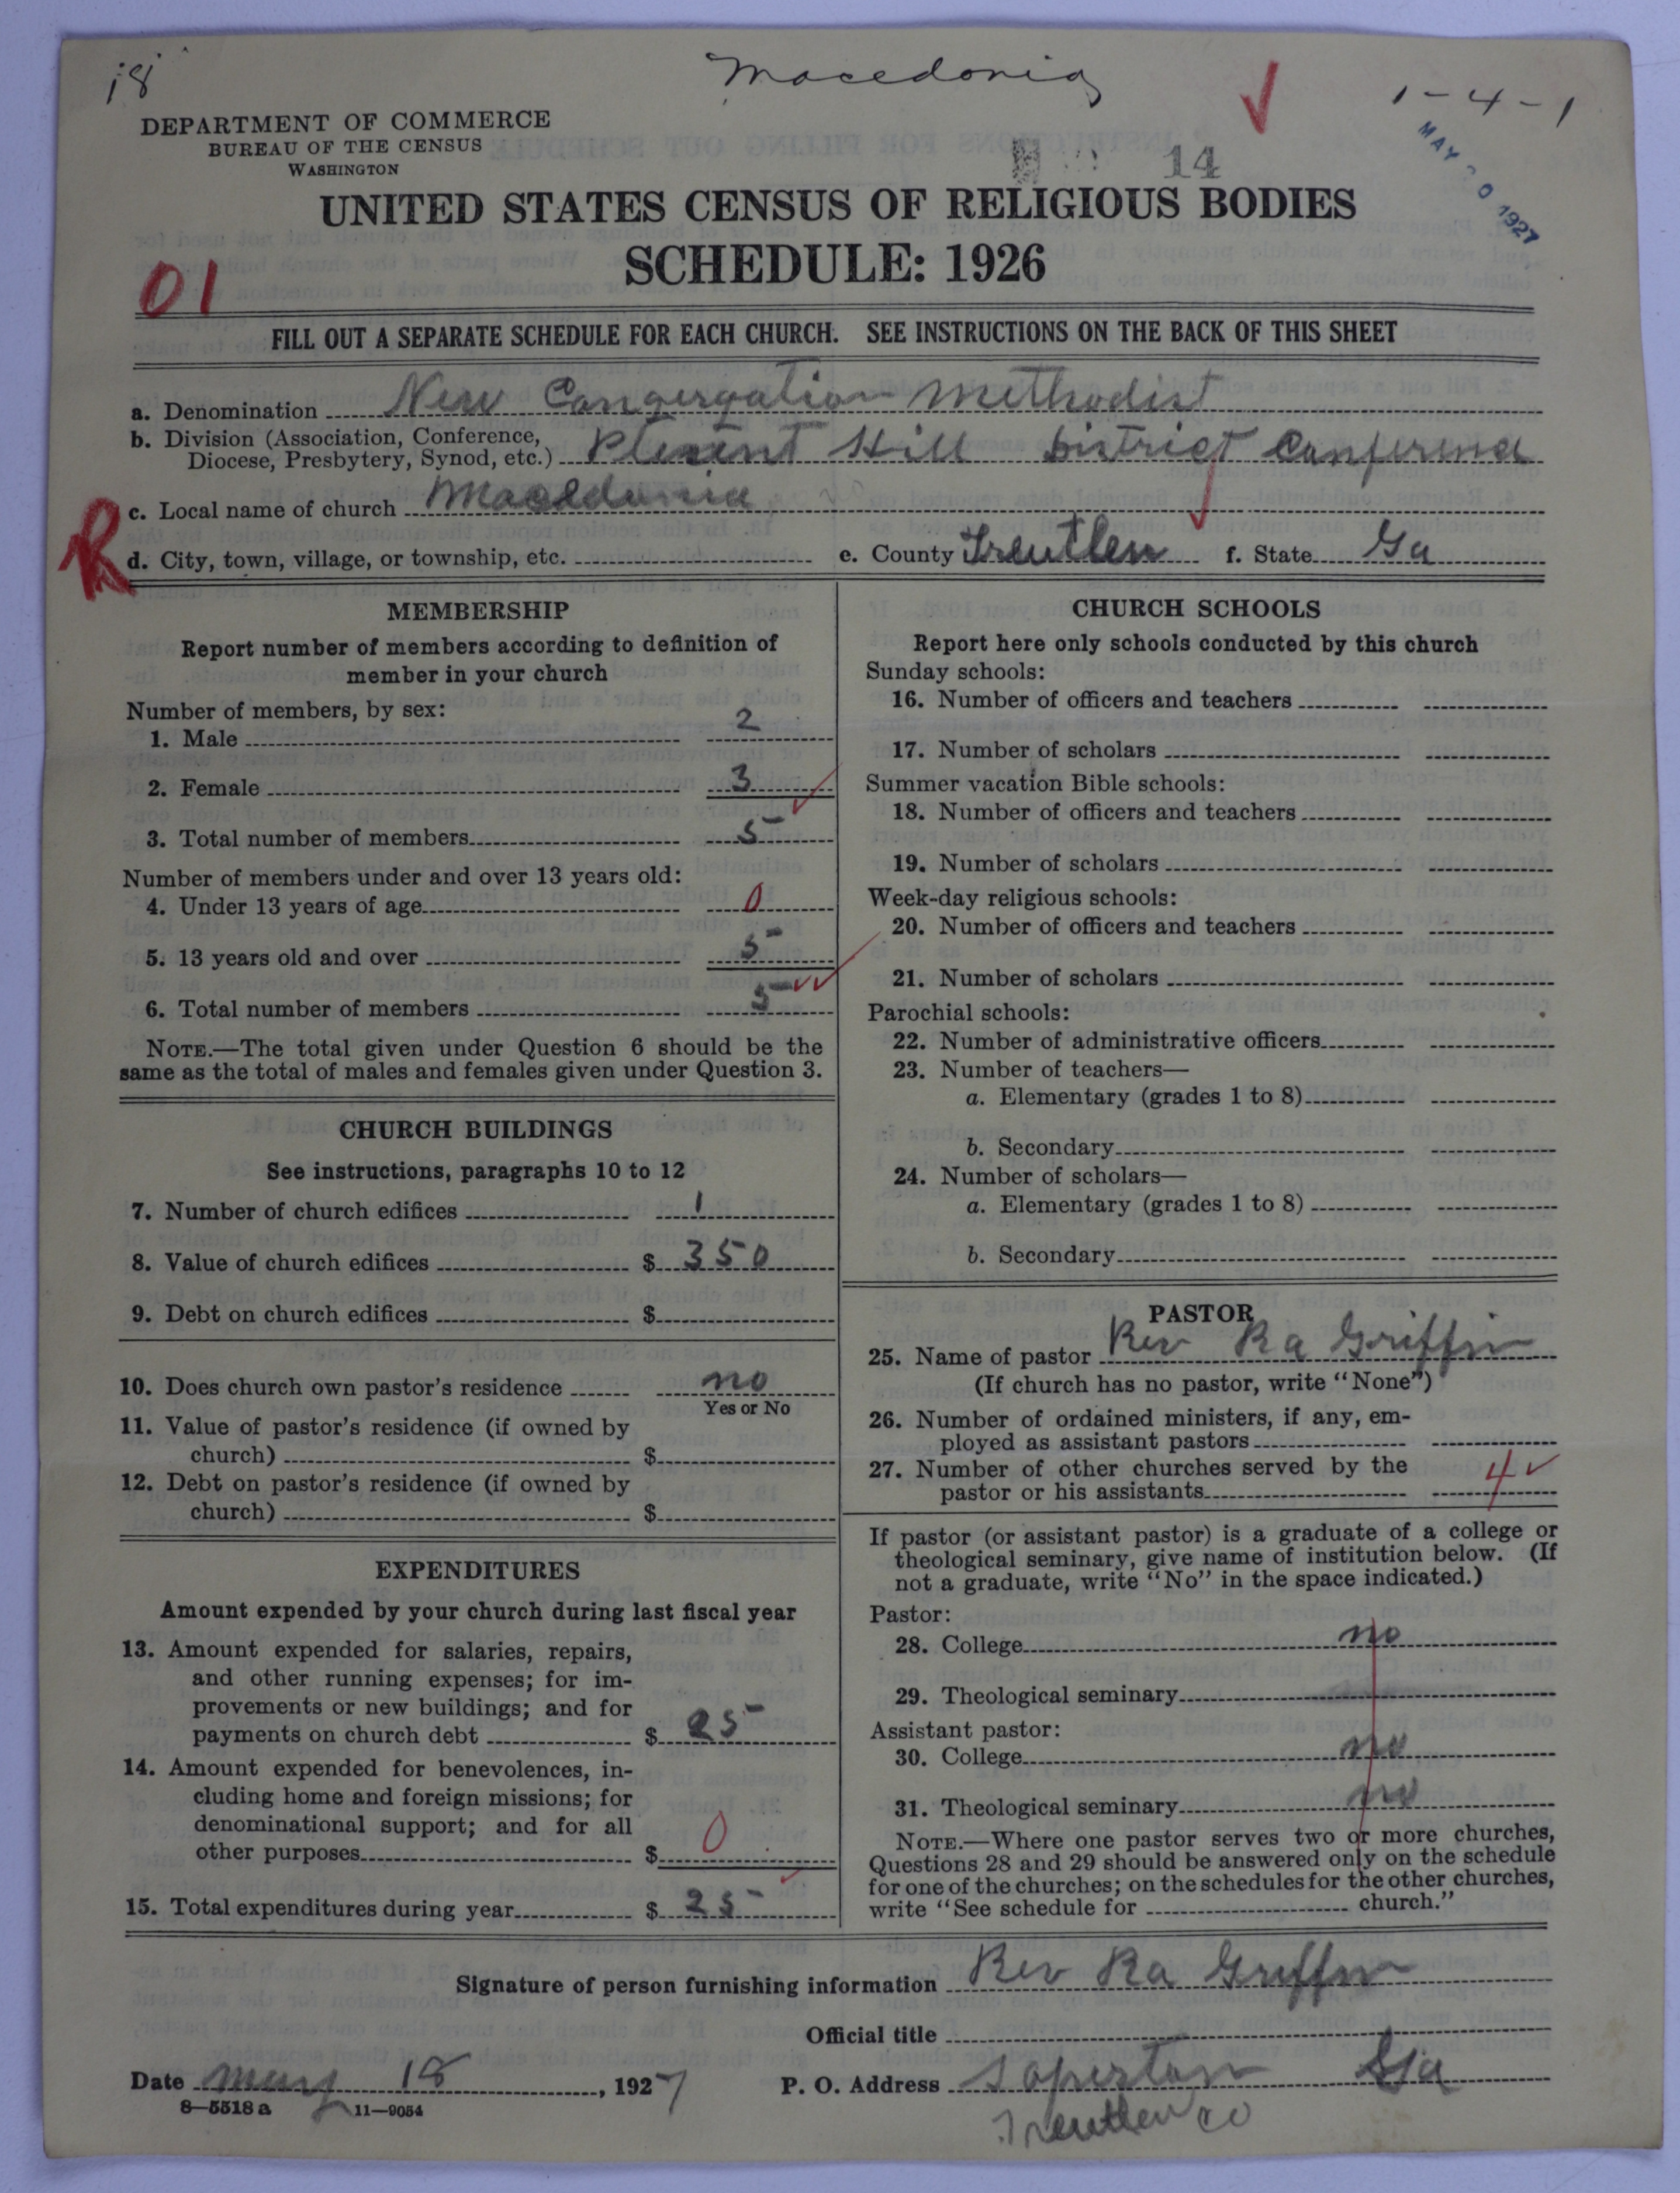 18
Macedonia
1-4-1
DEPARTMENT OF COMMERCE
BUREAU OF THE CENSUS
WASHINGTON
14
MAY 0 1927
UNITED STATES CENSUS OF RELIGIOUS BODIES
SCHEDULE: 1926
01
FILL OUT A SEPARATE SCHEDULE FOR EACH CHURCH. SEE INSTRUCTIONS ON THE BACK OF THIS SHEET
a. Denomination New Congergation Methodist
b. Division (Association, Conference, Diocese, Presbytery, Synod, etc.) Plesent Hill District Conference
c. Local name of church Macedonia
R
d. City, town, village, or township, etc. e. County Treutlen f. State Ga
MEMBERSHIP
Report number of members according to definition of
member in your church
Number of members, by sex:
1. Male 2
2. Female 3
3. Total number of members 5
Number of members under and over 13 years old:
4. Under 13 years of age 0
5. 13 years old and over 5
6. Total number of members 5
NOTE.—The total given under Question 6 should be the
same as the total of males and females given under Question 3.
CHURCH BUILDINGS
See instructions, paragraphs 10 to 12
7. Number of church edifices 1
8. Value of church edifices $ 350
9. Debt on church edifices $
10. Does church own pastor's residence no
Yes or No
11. Value of pastor's residence (if owned by
church) $
12. Debt on pastor's residence (if owned by
church) $
EXPENDITURES
Amount expended by your church during last fiscal year
13. Amount expended for salaries, repairs,
and other running expenses; for im-
provements or new buildings; and for
payments on church debt $ 25
14. Amount expended for benevolences, in-
cluding home and foreign missions; for
denominational support; and for all
other purposes $ 0
15. Total expenditures during year $ 25
CHURCH SCHOOLS
Report here only schools conducted by this church
Sunday schools:
16. Number of officers and teachers
17. Number of scholars
Summer vacation Bible schools:
18. Number of officers and teachers
19. Number of scholars
Week-day religious schools:
20. Number of officers and teachers
21. Number of scholars
Parochial schools:
22. Number of administrative officers
23. Number of teachers—
a. Elementary (grades 1 to 8)
b. Secondary
24. Number of scholars—
a. Elementary (grades 1 to 8)
b. Secondary
PASTOR
25. Name of pastor Rev Ra Griffin
(If church has no pastor, write "None")
26. Number of ordained ministers, if any, em-
ployed as assistant pastors
27. Number of other churches served by the
pastor or his assistants 4
If pastor (or assistant pastor) is a graduate of a college or
theological seminary, give name of institution below. (If
not a graduate, write "No" in the space indicated.)
Pastor:
28. College no
29. Theological seminary
Assistant pastor:
30. College no
31. Theological seminary no
NOTE.—Where one pastor serves two or more churches,
Questions 28 and 29 should be answered only on the schedule
for one of the churches; on the schedules for the other churches,
write "See schedule for church."
Signature of person furnishing information Rev Ra Griffin
Official title
Date May 18, 1927 P. O. Address Soperton Ga
8—5518 a 11—9054
Treutlen co